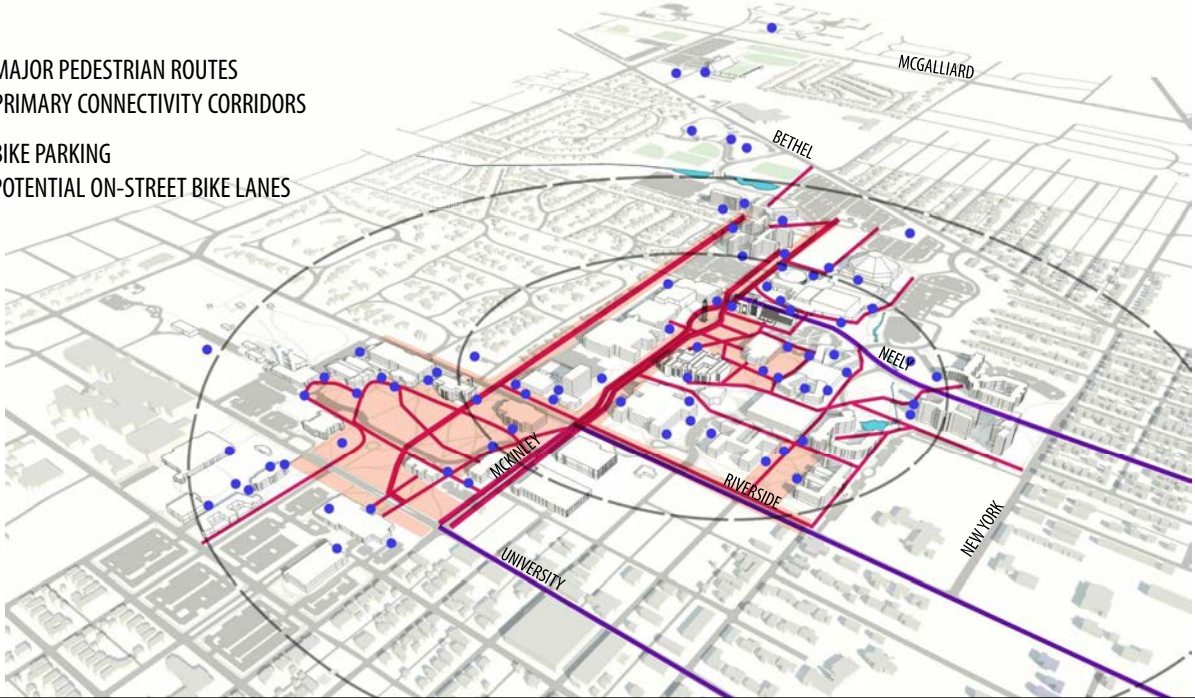 MAJOR PEDESTRIAN ROUTES
PRIMARY CONNECTIVITY CORRIDORS
BIKE PARKING
POTENTIAL ON-STREET BIKE LANES
MCGALLIARD
BETHEL
NEELY
MCKINLEY
RIVERSIDE
NEW YORK
UNIVERSITY